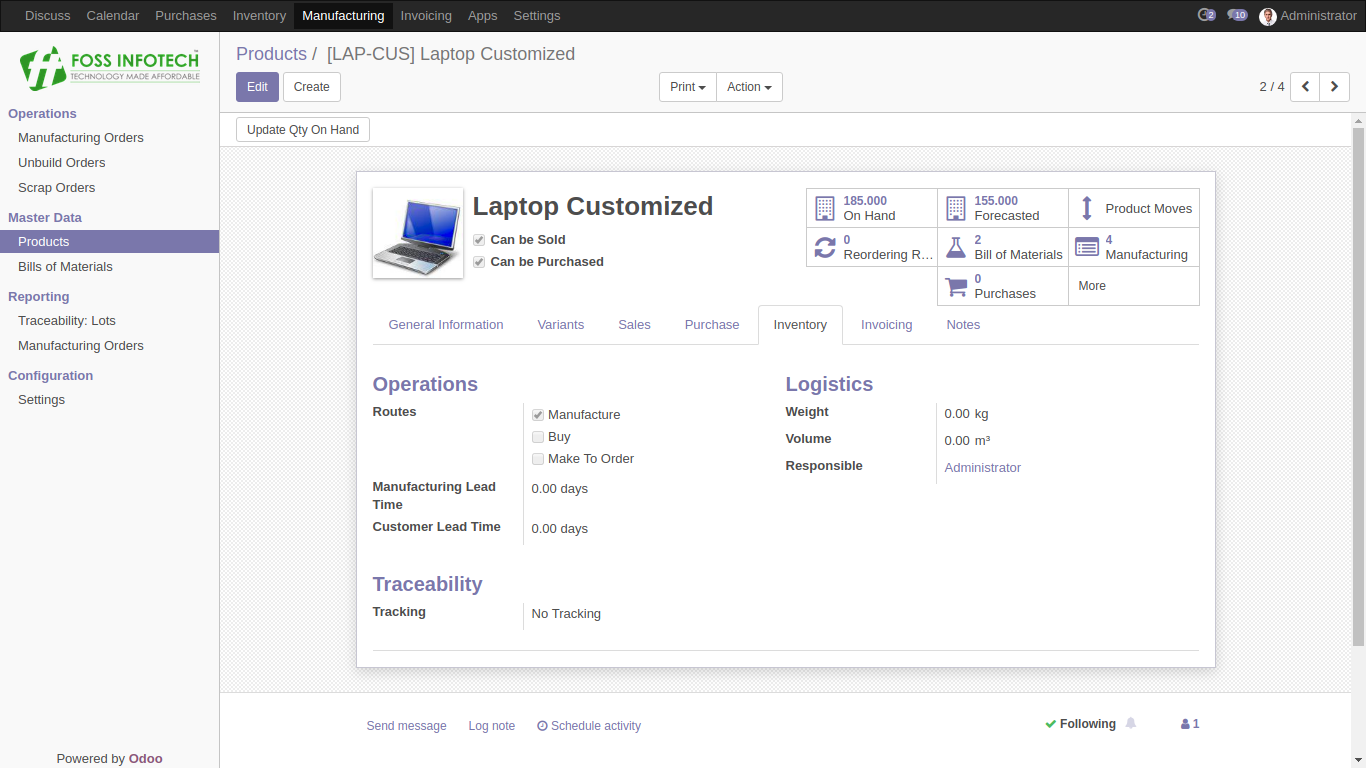 Discuss Calendar Purchases Inventory Manufacturing Invoicing Apps Settings 2 10 Administrator
FOSS INFOTECH
TECHNOLOGY MADE AFFORDABLE
Products / [LAP-CUS] Laptop Customized
Edit Create Print Action 2 / 4
Update Qty On Hand
Operations
Manufacturing Orders
Unbuild Orders
Scrap Orders
Master Data
Products
Bills of Materials
Reporting
Traceability: Lots
Manufacturing Orders
Configuration
Settings
Powered by Odoo
Laptop Customized
Can be Sold
Can be Purchased
185.000
On Hand
155.000
Forecasted
Product Moves
0
Reordering R...
2
Bill of Materials
4
Manufacturing
0
Purchases
More
General Information Variants Sales Purchase Inventory Invoicing Notes
Operations
Routes
Manufacture
Buy
Make To Order
Manufacturing Lead
Time
0.00 days
Customer Lead Time 0.00 days
Logistics
Weight 0.00 kg
Volume 0.00 m³
Responsible Administrator
Traceability
Tracking No Tracking
Send message Log note Schedule activity Following 1